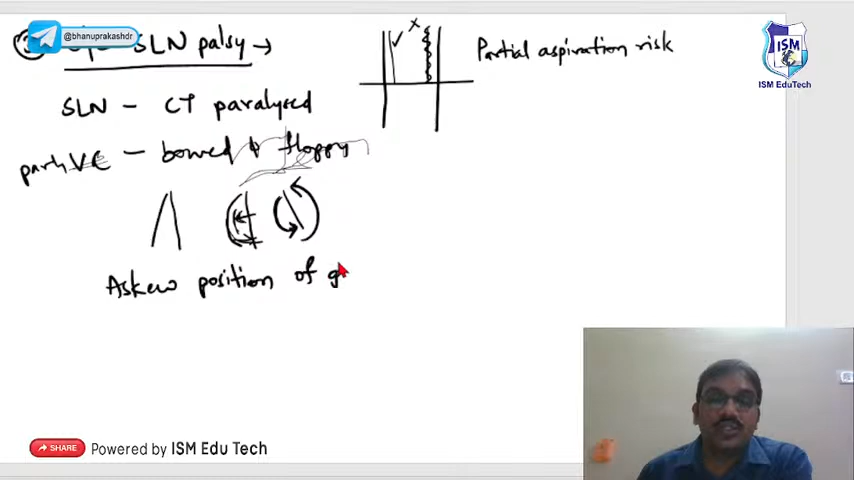 @bhanuprakashdr
SLN palsy →
SLN - CT paralysed
VC - bowed & floppy
Askew position of g
✓ x
Partial aspiration risk
ISM
ISM EduTech
SHARE Powered by ISM Edu Tech